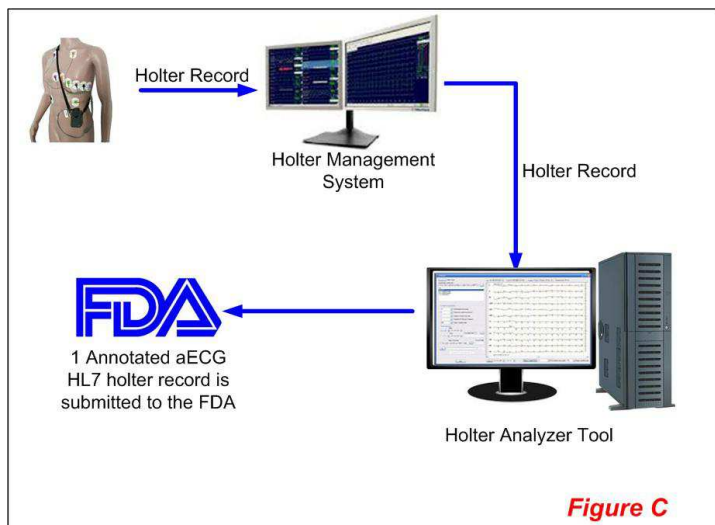 Holter Record
Holter Management
System
Holter Record
FDA
1 Annotated aECG
HL7 holter record is
submitted to the FDA
Holter Analyzer Tool
Figure C